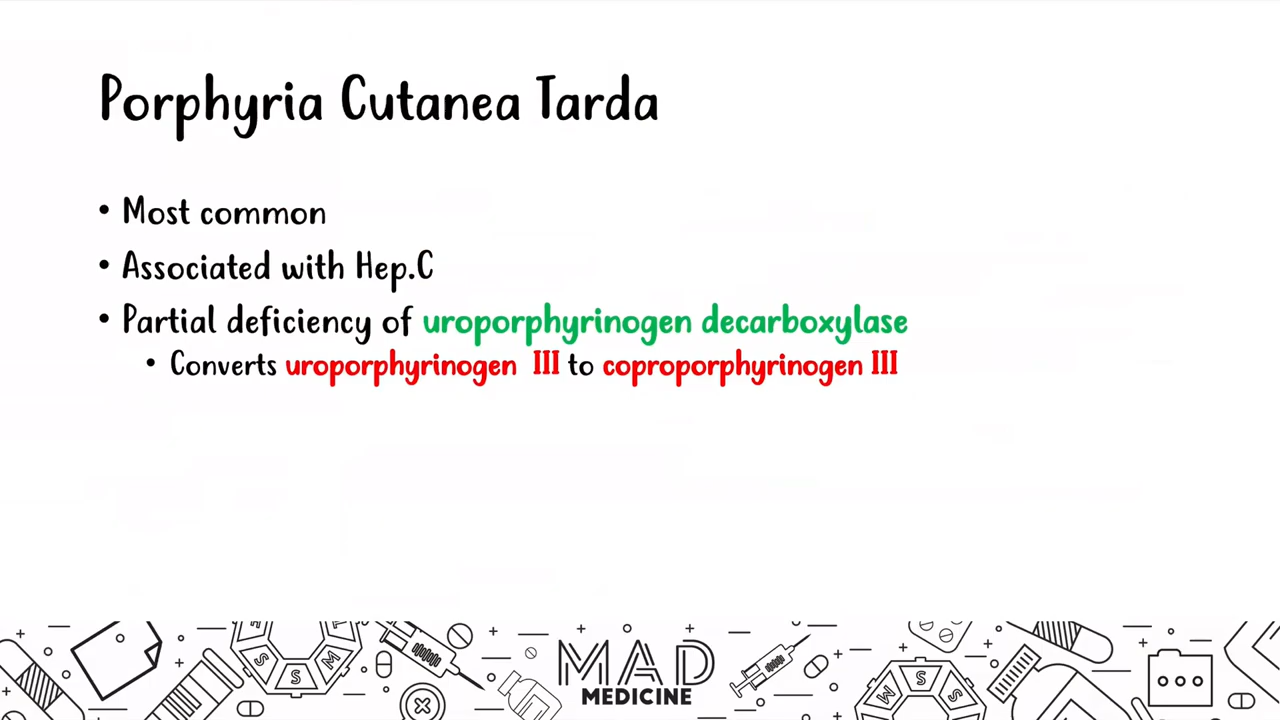 Porphyria Cutanea Tarda
• Most common
• Associated with Hep.C
• Partial deficiency of uroporphyrinogen decarboxylase
• Converts uroporphyrinogen III to coproporphyrinogen III
MAD
MEDICINE